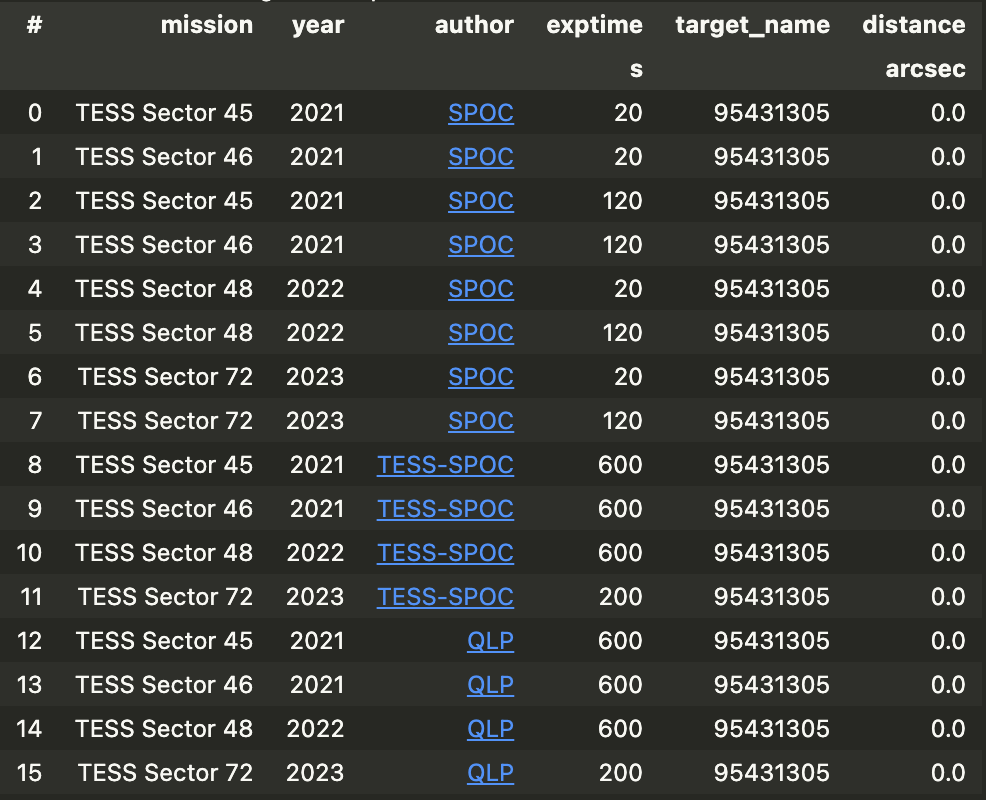 # mission year author exptime target_name distance
s arcsec
0 TESS Sector 45 2021 SPOC 20 95431305 0.0
1 TESS Sector 46 2021 SPOC 20 95431305 0.0
2 TESS Sector 45 2021 SPOC 120 95431305 0.0
3 TESS Sector 46 2021 SPOC 120 95431305 0.0
4 TESS Sector 48 2022 SPOC 20 95431305 0.0
5 TESS Sector 48 2022 SPOC 120 95431305 0.0
6 TESS Sector 72 2023 SPOC 20 95431305 0.0
7 TESS Sector 72 2023 SPOC 120 95431305 0.0
8 TESS Sector 45 2021 TESS-SPOC 600 95431305 0.0
9 TESS Sector 46 2021 TESS-SPOC 600 95431305 0.0
10 TESS Sector 48 2022 TESS-SPOC 600 95431305 0.0
11 TESS Sector 72 2023 TESS-SPOC 200 95431305 0.0
12 TESS Sector 45 2021 QLP 600 95431305 0.0
13 TESS Sector 46 2021 QLP 600 95431305 0.0
14 TESS Sector 48 2022 QLP 600 95431305 0.0
15 TESS Sector 72 2023 QLP 200 95431305 0.0